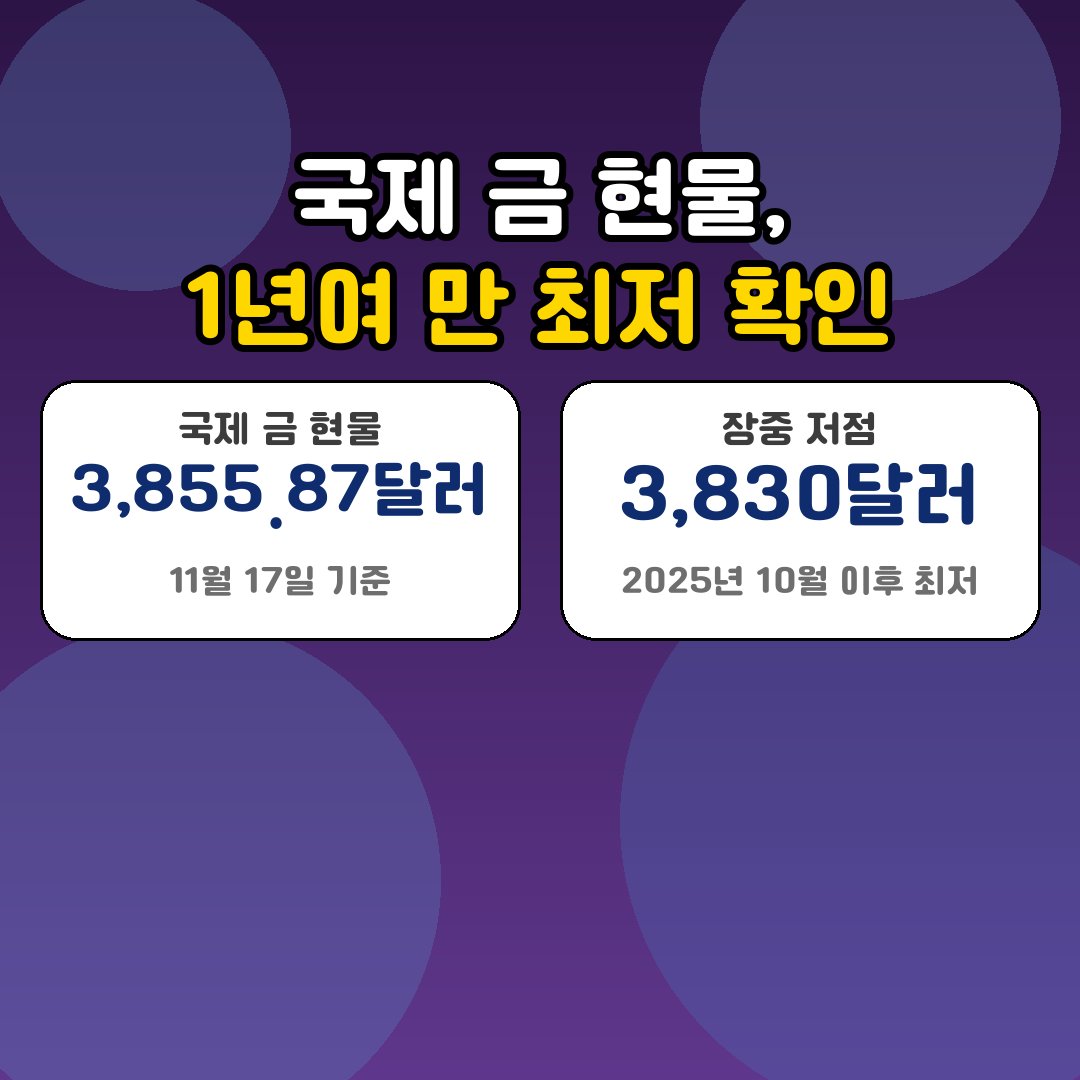 국제 금 현물,
1년여 만 최저 확인
국제 금 현물
3,855.87달러
11월 17일 기준
장중 저점
3,830달러
2025년 10월 이후 최저